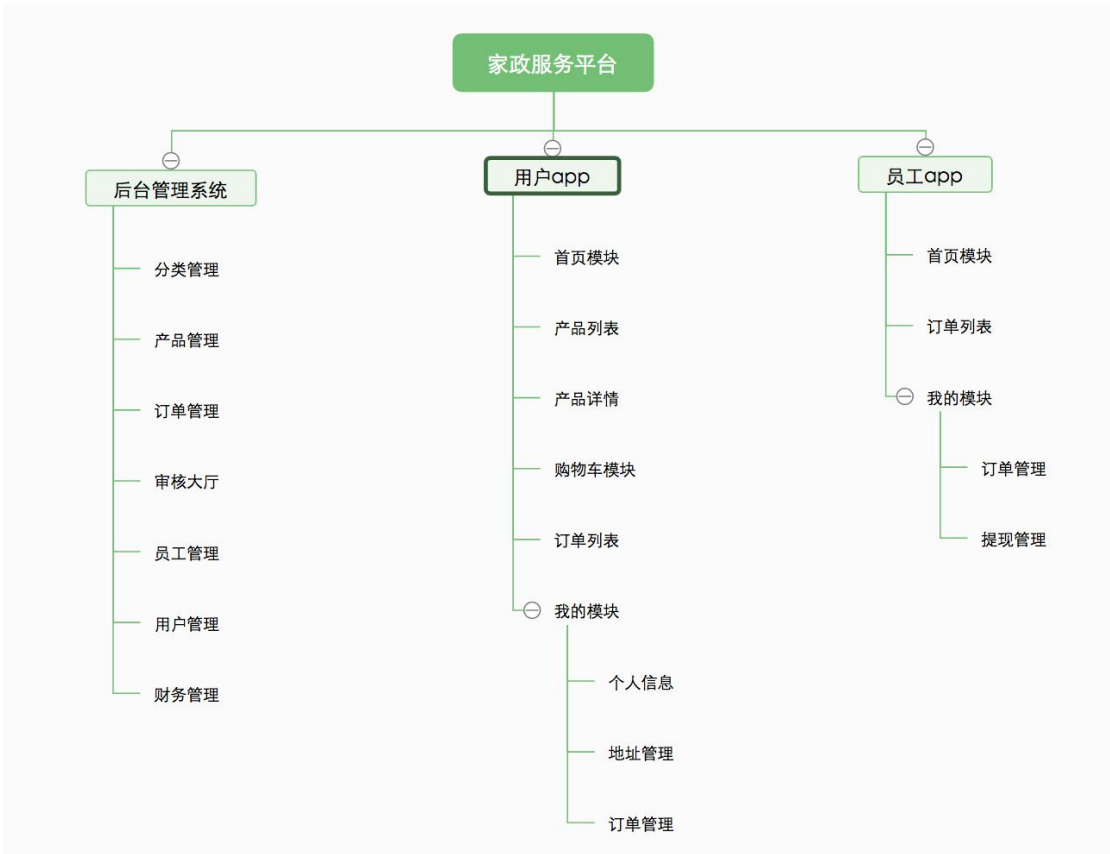 家政服务平台
后台管理系统
分类管理
产品管理
订单管理
审核大厅
员工管理
用户管理
财务管理
用户app
首页模块
产品列表
产品详情
购物车模块
订单列表
我的模块
个人信息
地址管理
订单管理
员工app
首页模块
订单列表
我的模块
订单管理
提现管理